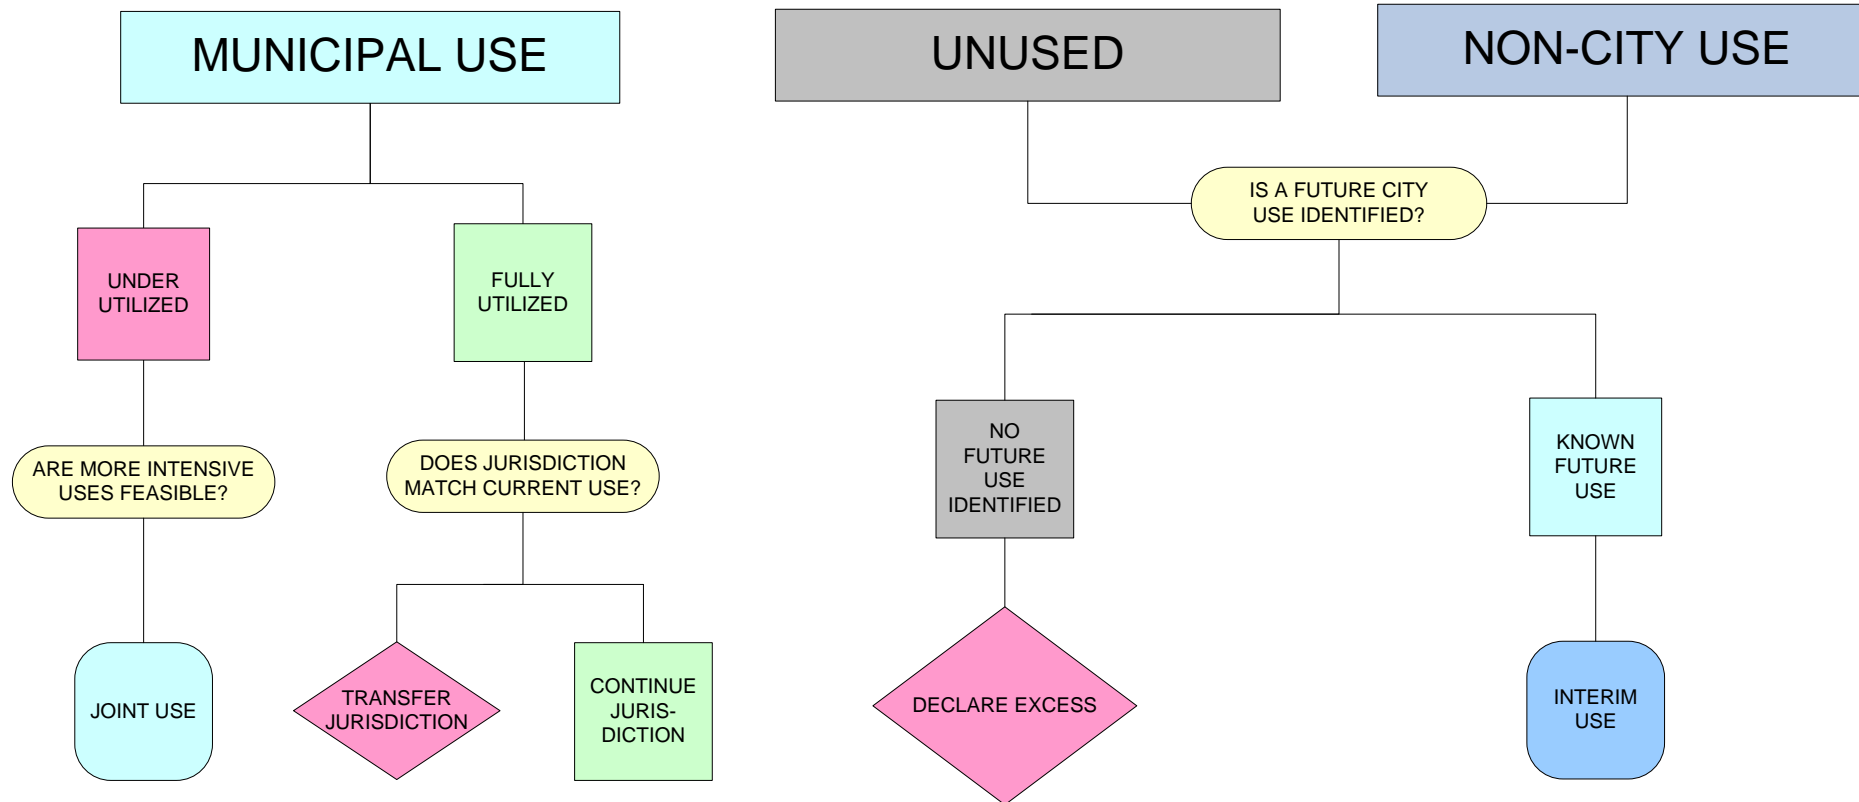 MUNICIPAL USE
UNUSED
NON-CITY USE
IS A FUTURE CITY
USE IDENTIFIED?
UNDER
UTILIZED
FULLY
UTILIZED
NO
FUTURE
USE
IDENTIFIED
KNOWN
FUTURE
USE
ARE MORE INTENSIVE
USES FEASIBLE?
DOES JURISDICTION
MATCH CURRENT USE?
JOINT USE
TRANSFER
JURISDICTION
CONTINUE
JURIS-
DICTION
DECLARE EXCESS
INTERIM
USE